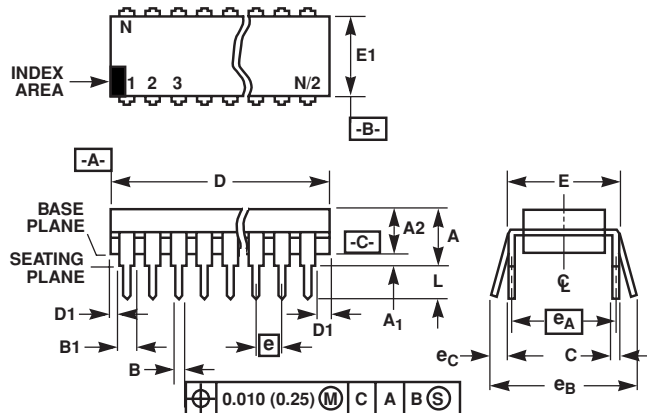 N
E1
INDEX
AREA
1 2 3 N/2
-B-
-A-
D
E
BASE
PLANE
A2
A
-C-
SEATING
PLANE
L
D1
D1
A1
B1
e
B
CL
eA
eC
C
eB
0.010 (0.25) M C A B S